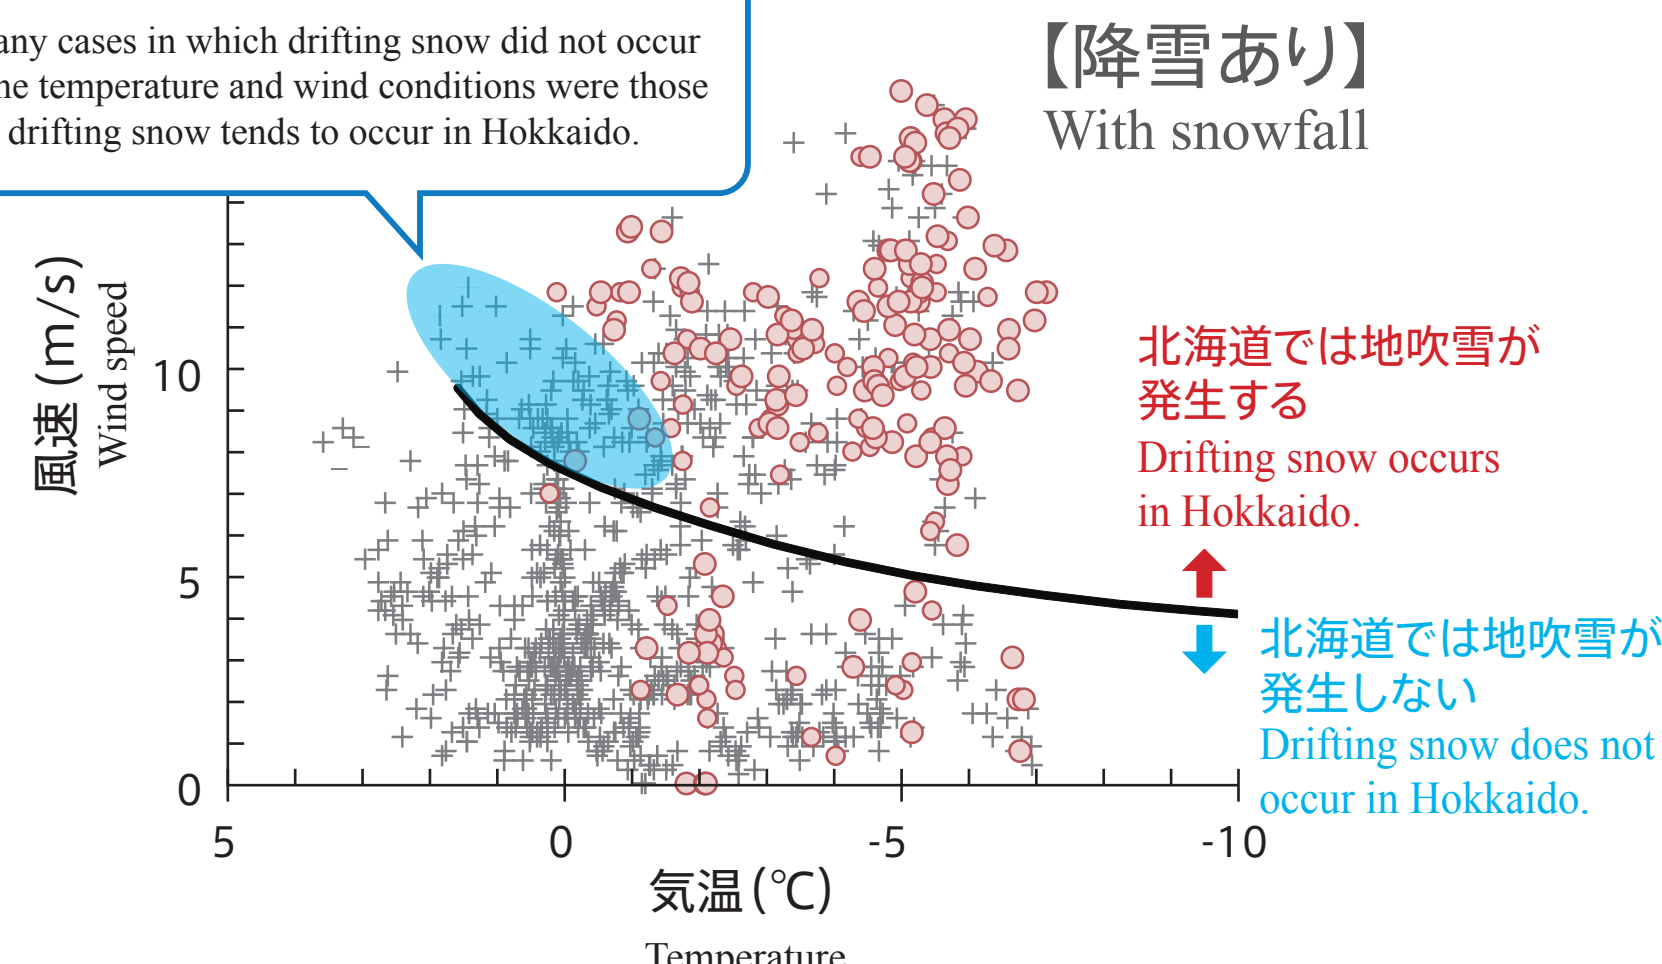 any cases in which drifting snow did not occur
temperature and wind conditions were those
drifting snow tends to occur in Hokkaido.
【降雪あり】
With snowfall
風速 (m/s)
Wind speed
10
5
0
5
0
-5
-10
気温(℃)
Temperature
北海道では地吹雪が
発生する
Drifting snow occurs
in Hokkaido.
北海道では地吹雪が
発生しない
Drifting snow does not
occur in Hokkaido.